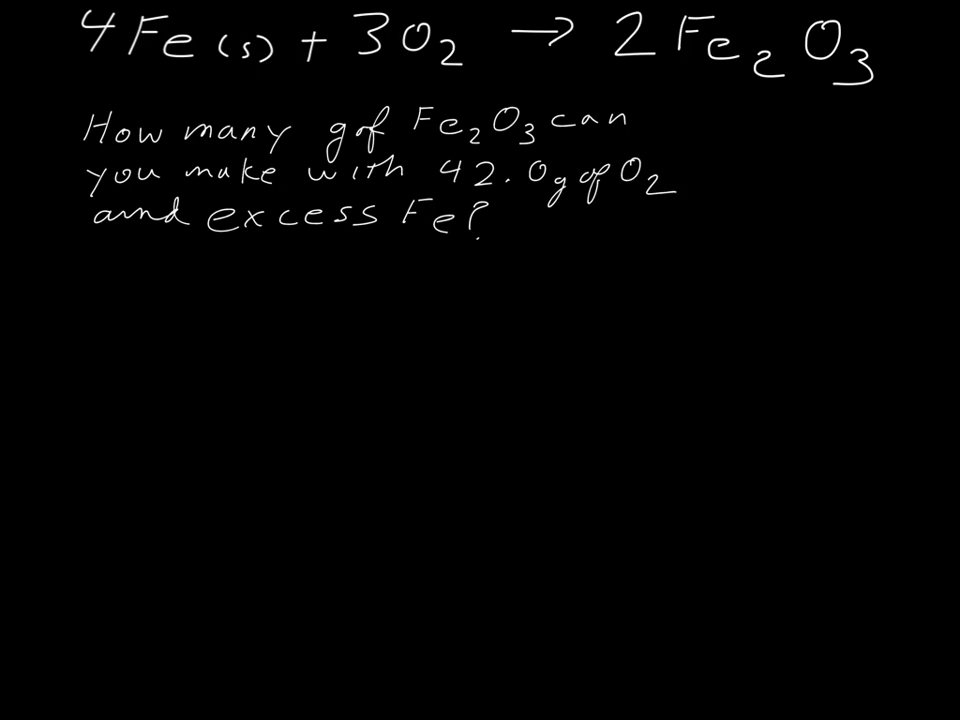 4Fe(s) + 3O₂ → 2Fe₂O₃
How many g of Fe₂O₃ can
you make with 42.0g of O₂
and excess Fe?